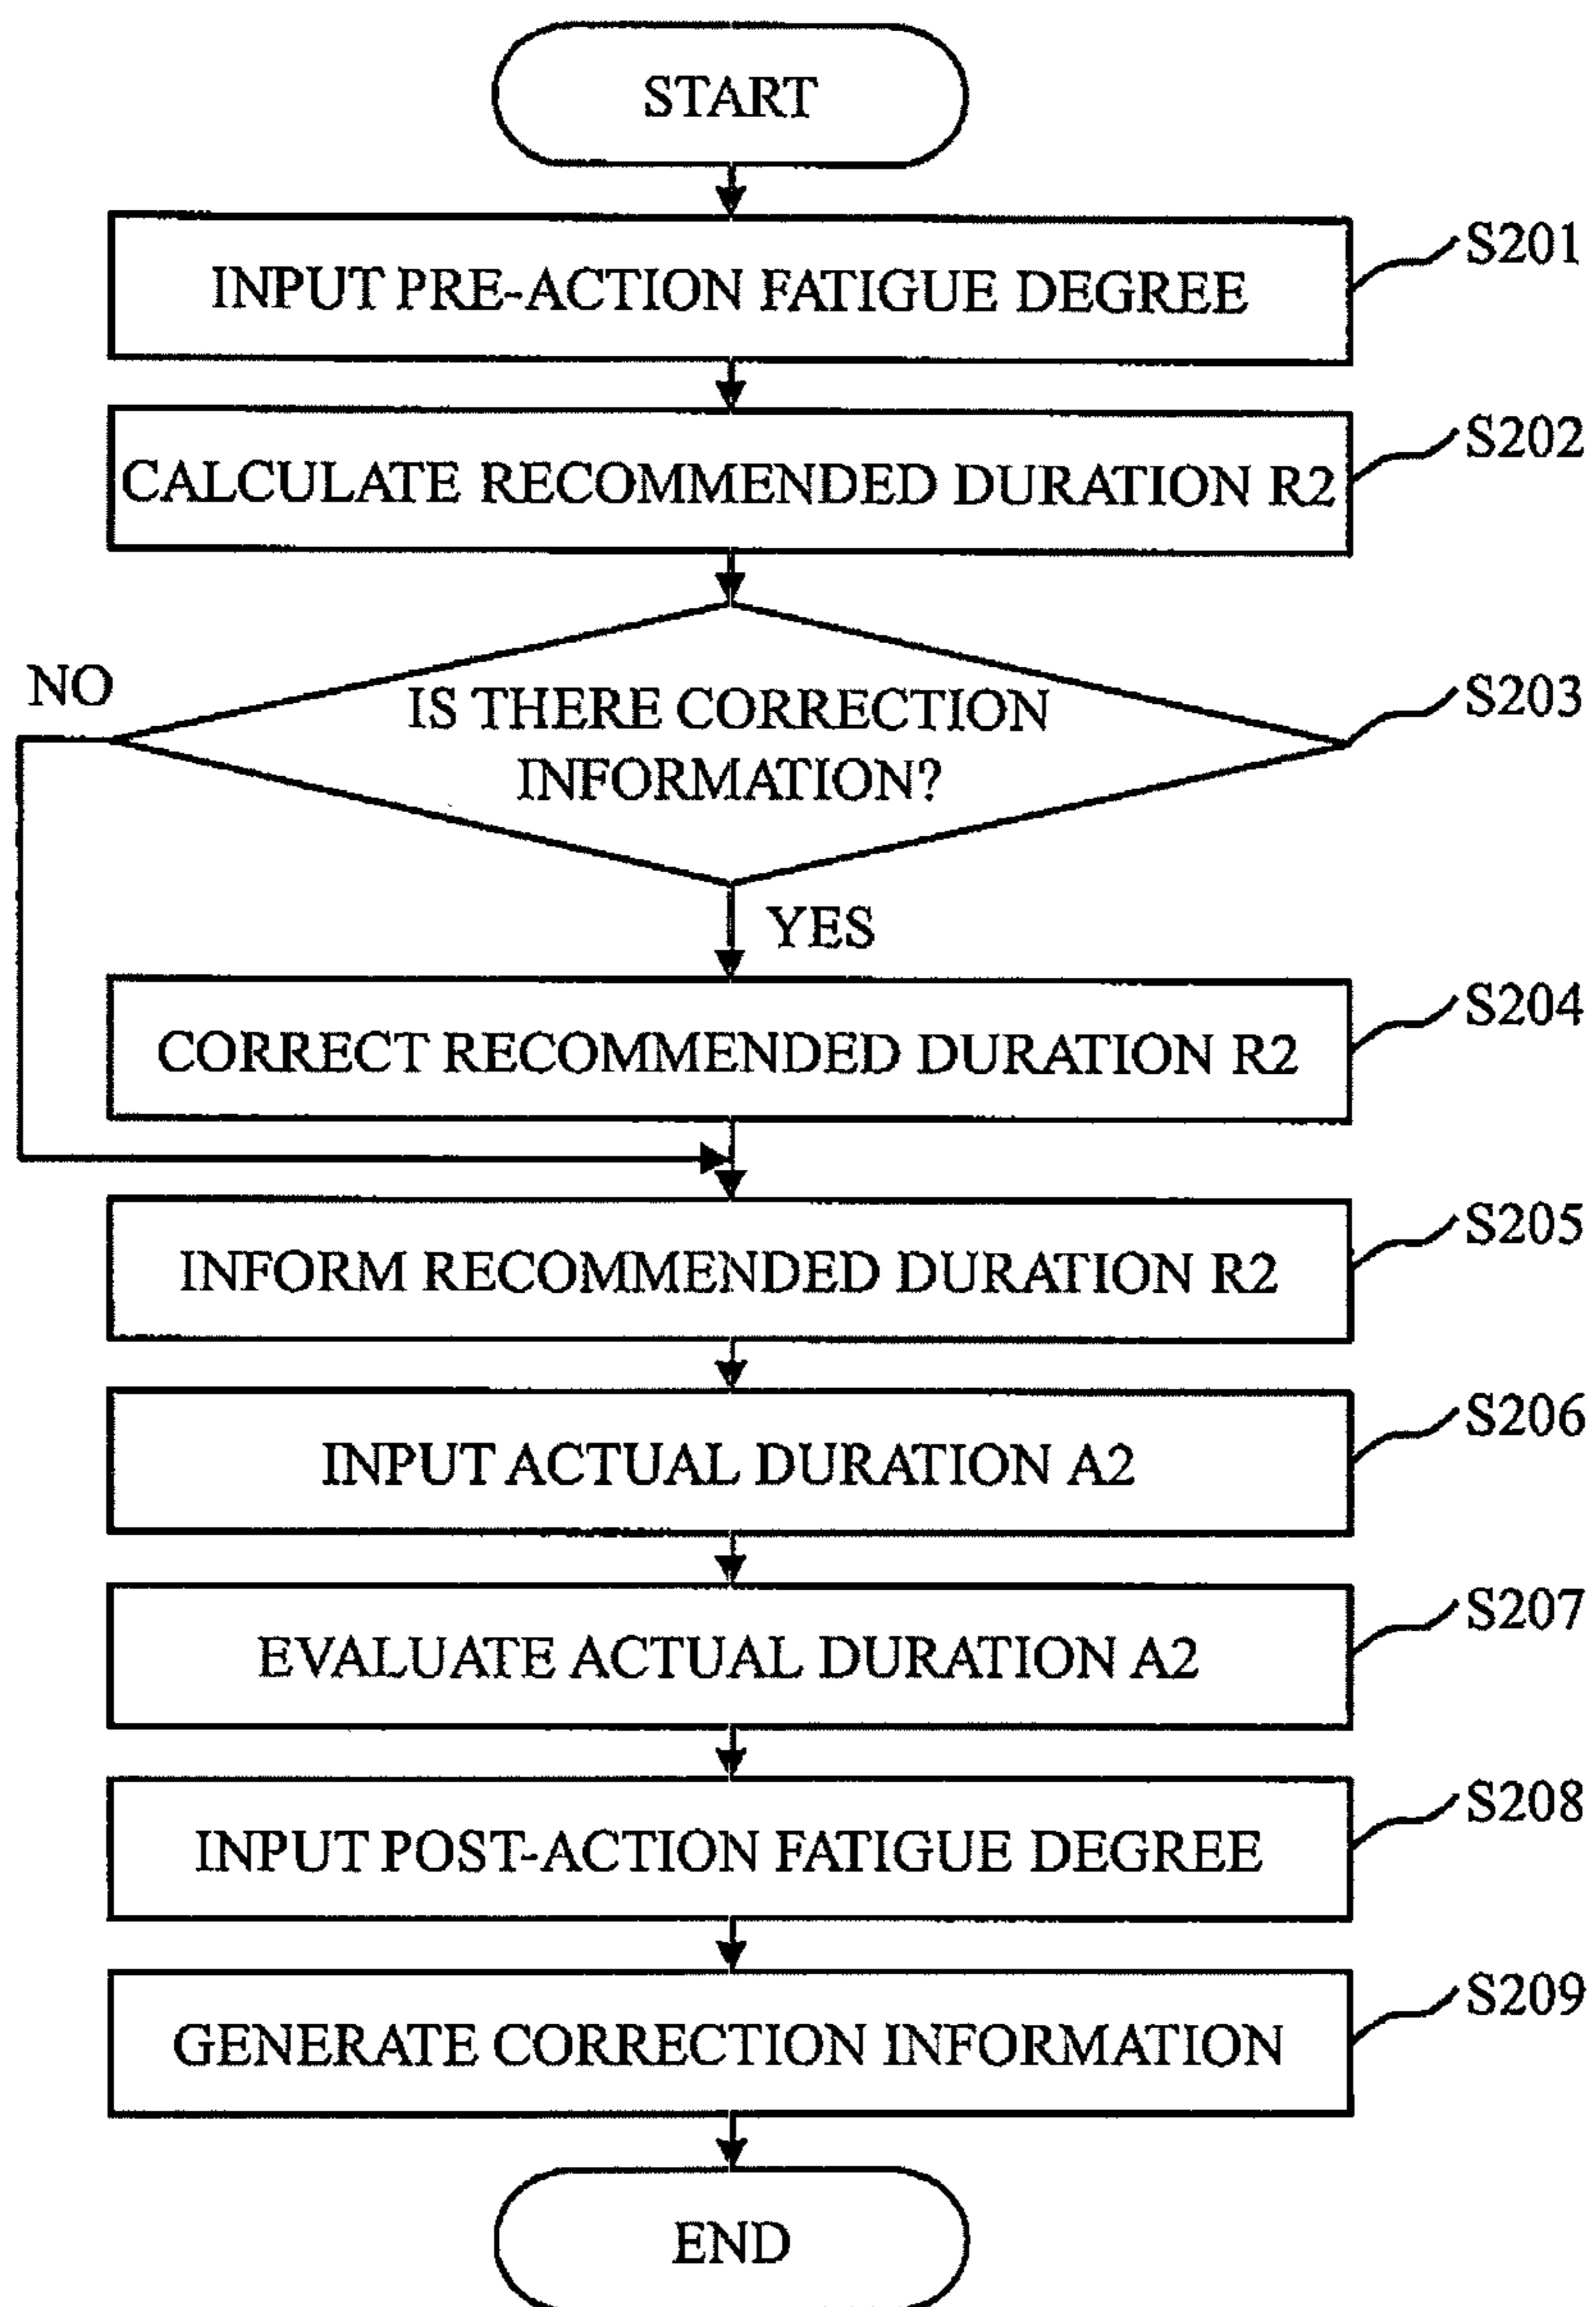 START
INPUT PRE-ACTION FATIGUE DEGREE
S201
CALCULATE RECOMMENDED DURATION R2
S202
NO
IS THERE CORRECTION
INFORMATION?
S203
YES
CORRECT RECOMMENDED DURATION R2
S204
INFORM RECOMMENDED DURATION R2
S205
INPUT ACTUAL DURATION A2
S206
EVALUATE ACTUAL DURATION A2
S207
INPUT POST-ACTION FATIGUE DEGREE
S208
GENERATE CORRECTION INFORMATION
S209
END